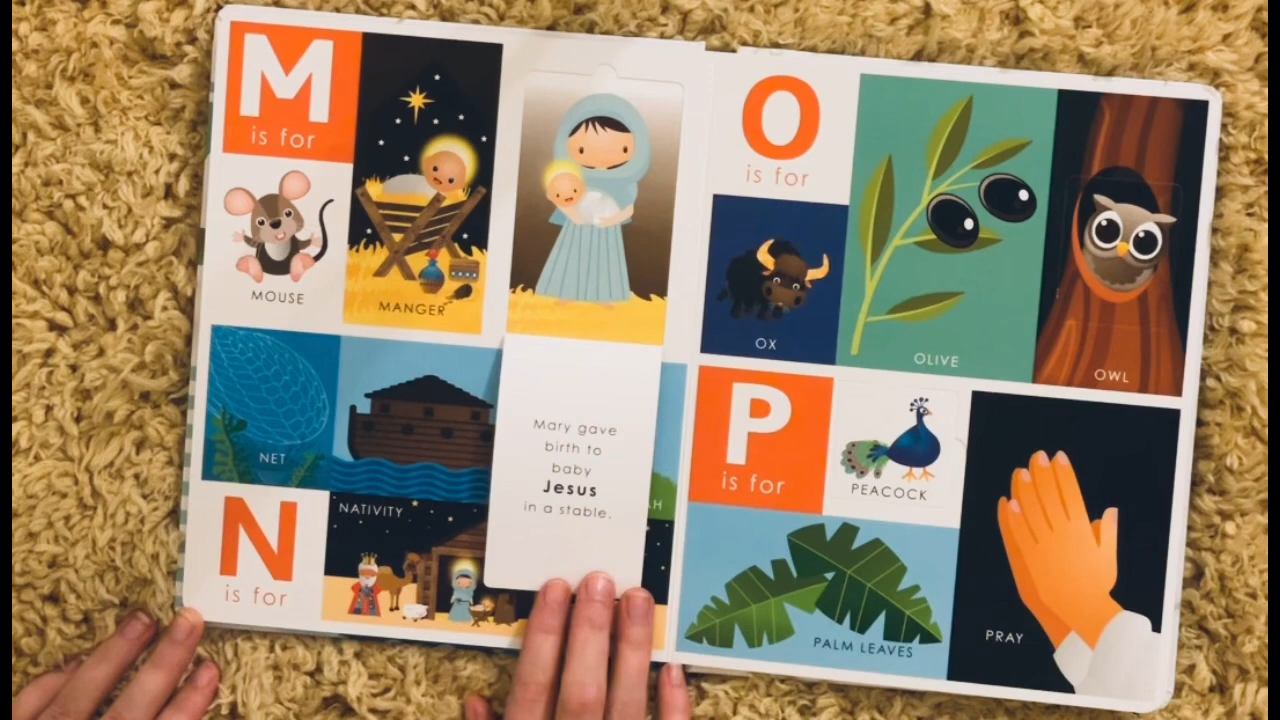 M
is for
MOUSE
MANGER
NET
Mary gave
birth to
baby
Jesus
in a stable.
N
is for
NATIVITY
O
is for
OX
OLIVE
OWL
P
is for
PEACOCK
PALM LEAVES
PRAY